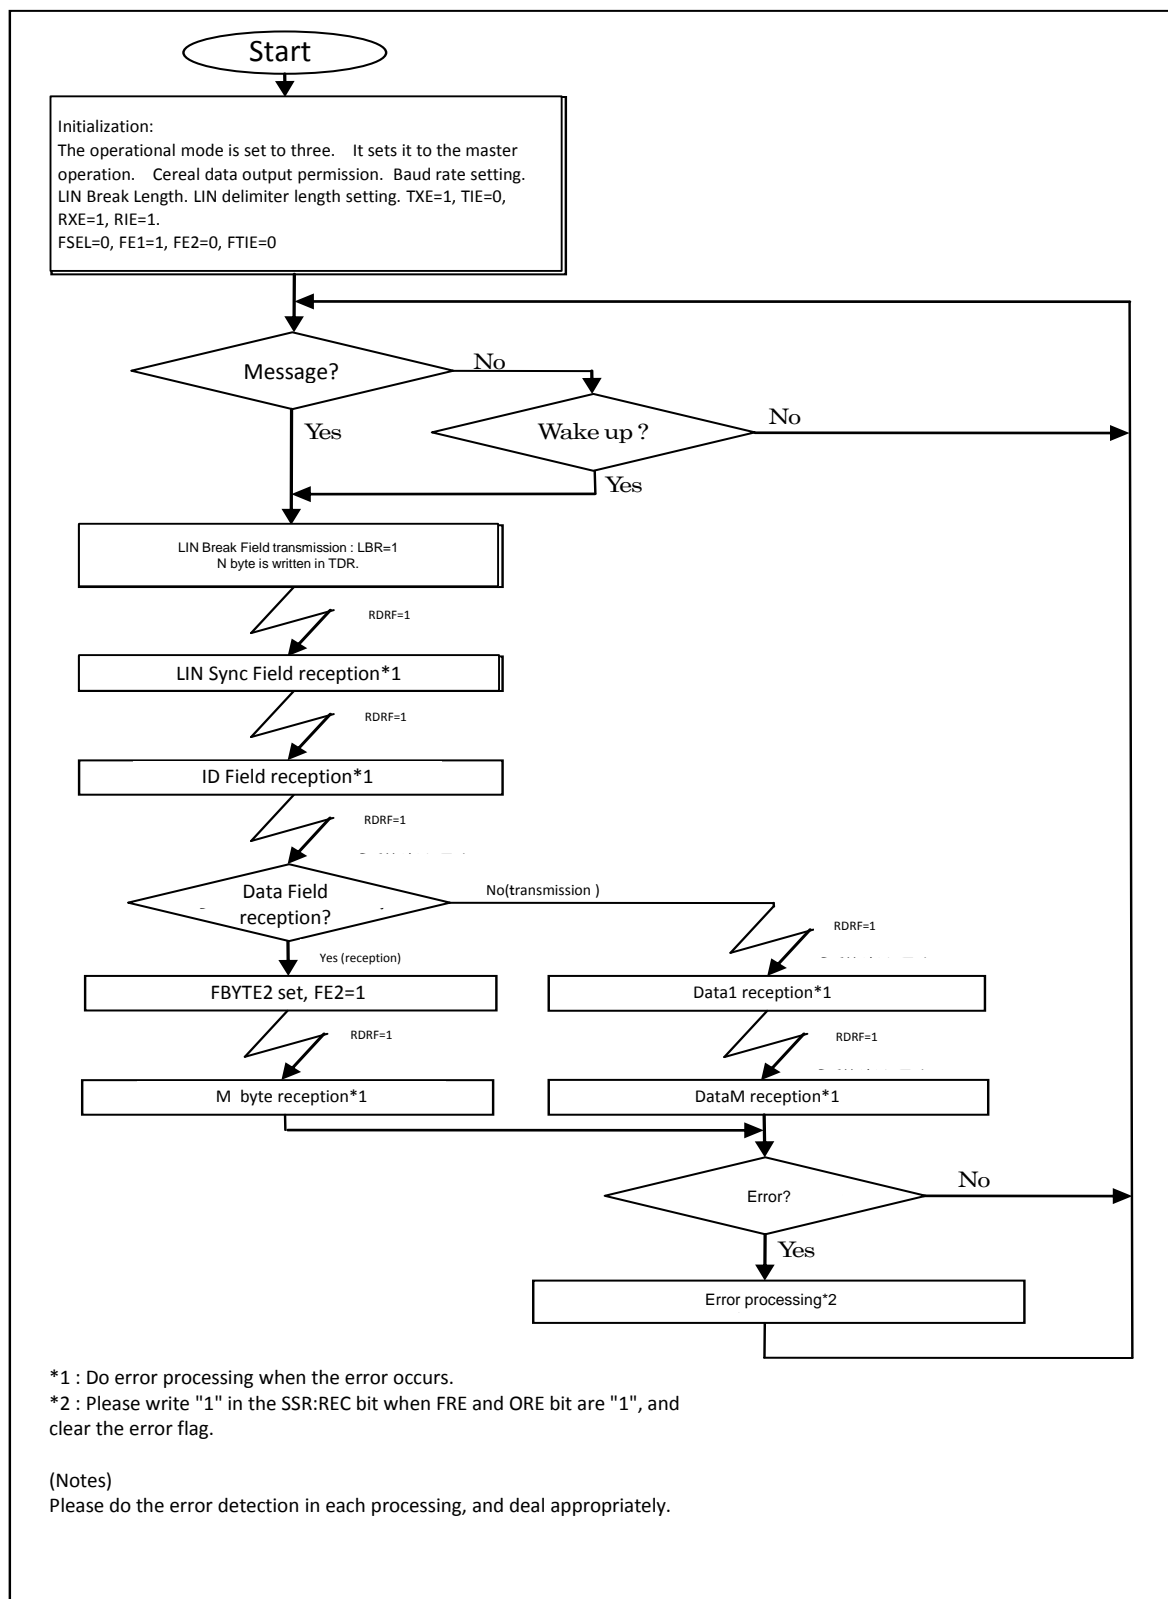 Start
Initialization:
The operational mode is set to three. It sets it to the master
operation. Cereal data output permission. Baud rate setting.
LIN Break Length. LIN delimiter length setting. TXE=1, TIE=0,
RXE=1, RIE=1.
FSEL=0, FE1=1, FE2=0, FTIE=0
Message?
No
Yes
Wake up ?
No
Yes
LIN Break Field transmission : LBR=1
N byte is written in TDR.
RDRF=1
LIN Sync Field reception*1
RDRF=1
ID Field reception*1
RDRF=1
Data Field
reception?
No(transmission )
Yes (reception)
RDRF=1
FBYTE2 set, FE2=1
Data1 reception*1
RDRF=1
RDRF=1
M byte reception*1
DataM reception*1
Error?
No
Yes
Error processing*2
*1 : Do error processing when the error occurs.
*2 : Please write "1" in the SSR:REC bit when FRE and ORE bit are "1", and
clear the error flag.
(Notes)
Please do the error detection in each processing, and deal appropriately.